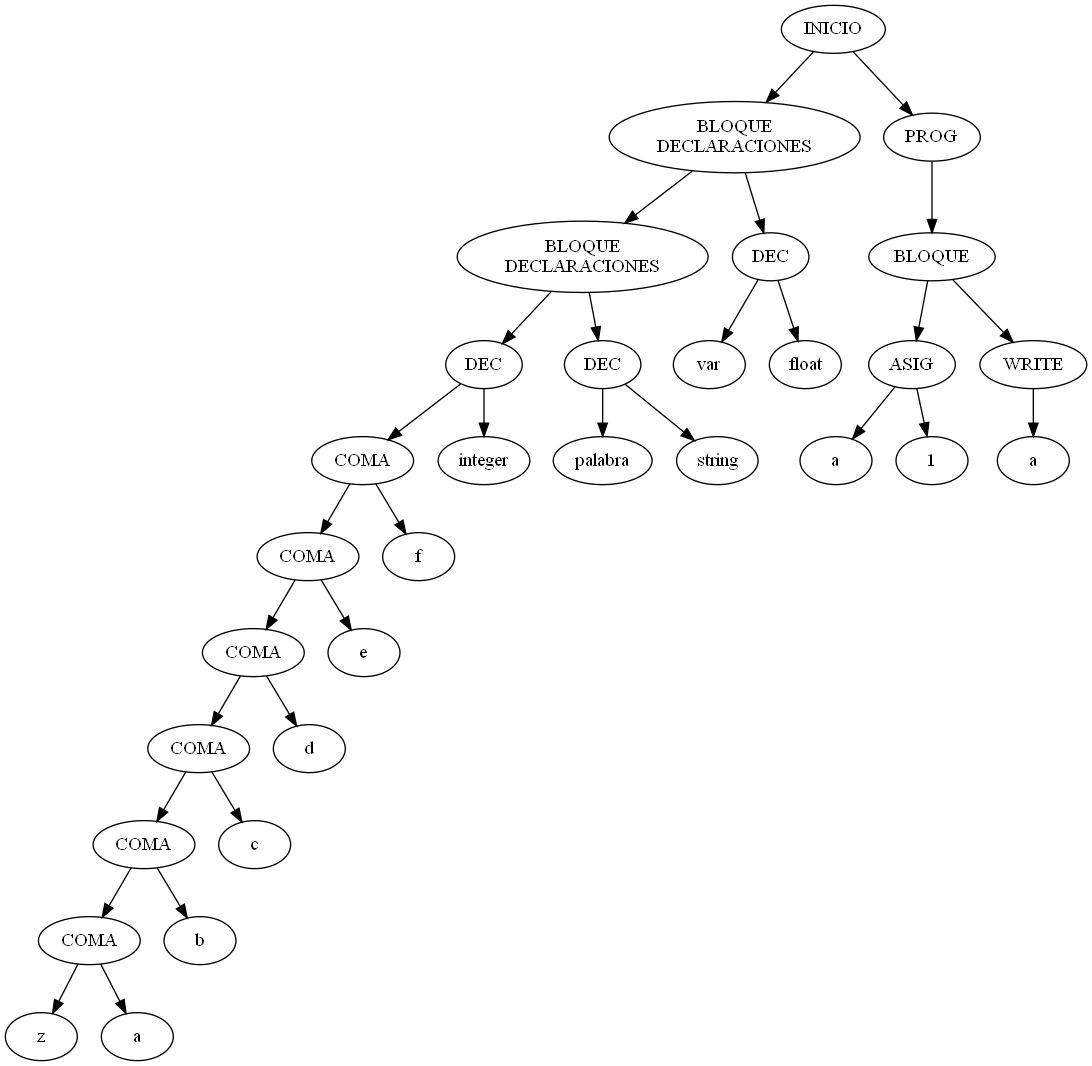 INICIO
BLOQUE
DECLARACIONES
PROG
BLOQUE
DECLARACIONES
DEC
BLOQUE
DEC
DEC
var
float
ASIG
WRITE
COMA
integer
palabra
string
a
1
a
COMA
f
COMA
e
COMA
d
COMA
c
COMA
b
z
a